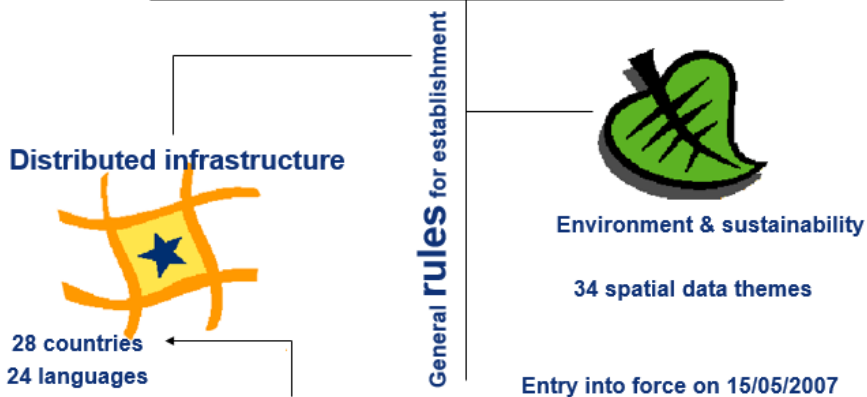 Distributed infrastructure
28 countries
24 languages
General rules for establishment
Environment & sustainability
34 spatial data themes
Entry into force on 15/05/2007